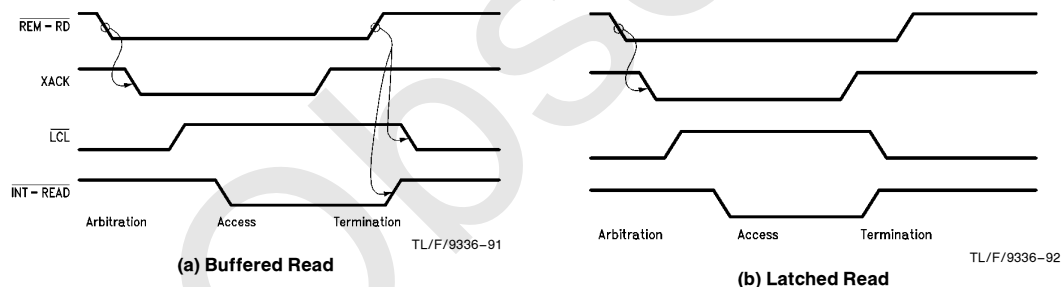 REM-RD
XACK
LCL
INT-READ
Arbitration Access Termination
TL/F/9336-91
(a) Buffered Read
Arbitration Access Termination
TL/F/9336-92
(b) Latched Read
Obs